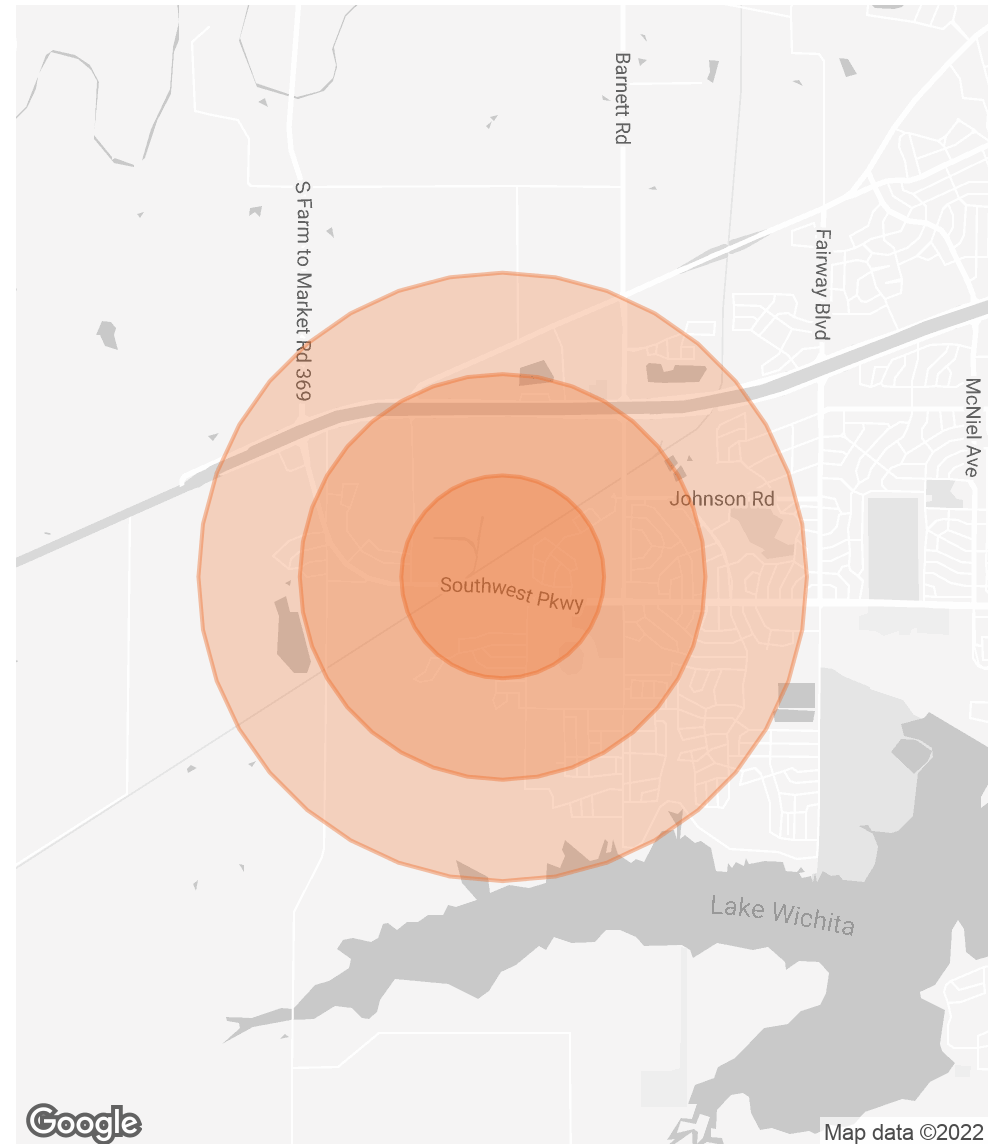 Barnett Rd
S Farm to Market Rd 369
Fairway Blvd
McNiel Ave
Johnson Rd
Southwest Pkwy
Lake Wichita
Google
Map data ©2022